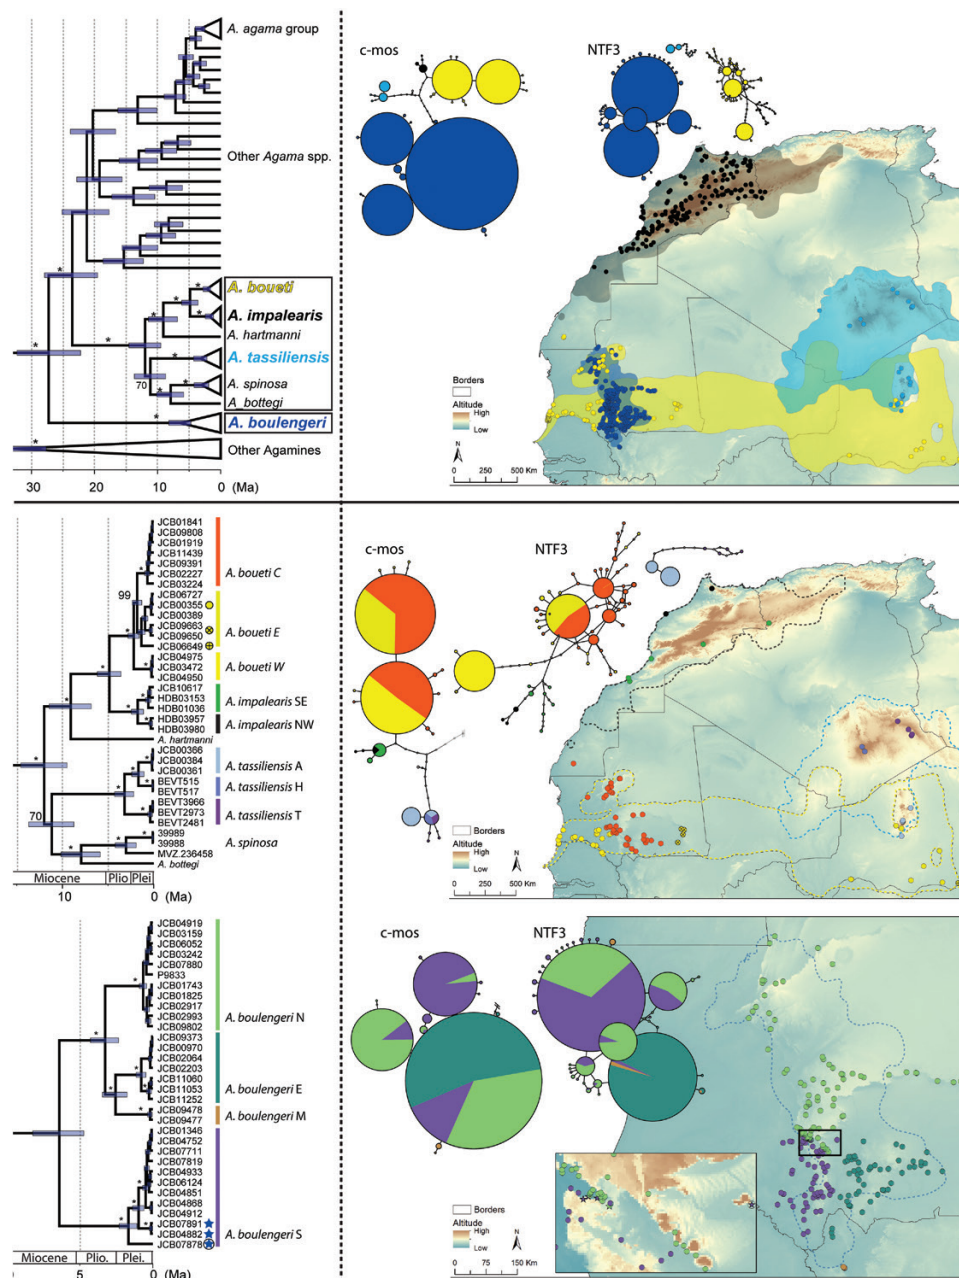 A. agama group
Other Agama spp.
A. boueti
A. impalearis
A. hartmanni
A. tassiliensis
70
A. spinosa
A_bottegi
A. boulengeri
Other Agamines
30 20 10 0 (Ma)
c-mos
NTF3
Borders
Altitude
High
Low
N
0 250 500 Km
JCB01841
JCB09808
JCB01919
JCB11439
JCB09391
JCB02227
JCB03224
A. boueti C
99
JCB06727
JCB00355
JCB00389
JCB09663
JCB09650
JCB06649
A. boueti E
JCB04975
JCB03472
JCB04950
A. boueti W
JCB10617
HDB03153
HDB01036
A. impalearis SE
HDB03957
HDB03980
A. impalearis NW
A. hartmanni
JCB00366
JCB00384
JCB00361
A. tassiliensis A
BEVT515
BEVT517
A. tassiliensis H
BEVT3966
BEVT2973
BEVT2481
A. tassiliensis T
70
39989
39988
MVZ.236458
A. spinosa
A. bottegi
Miocene Plio Plei
10 0 (Ma)
c-mos
NTF3
Borders
Altitude
High
Low
N
0 250 500 Km
JCB04919
JCB03159
JCB06052
JCB03242
JCB07880
P9833
JCB01743
JCB01825
JCB02917
JCB02993
JCB09802
A. boulengeri N
JCB09373
JCB00970
JCB02064
JCB02203
JCB11060
JCB11053
JCB11252
A. boulengeri E
JCB09478
JCB09477
A. boulengeri M
JCB01346
JCB04752
JCB07711
JCB07819
JCB04933
JCB06124
JCB04851
JCB04868
JCB04912
JCB07891
JCB04882
JCB07878
A. boulengeri S
Miocene Plio. Plei.
5 0 (Ma)
c-mos
NTF3
Borders
Altitude
High
Low
N
0 75 150 Km